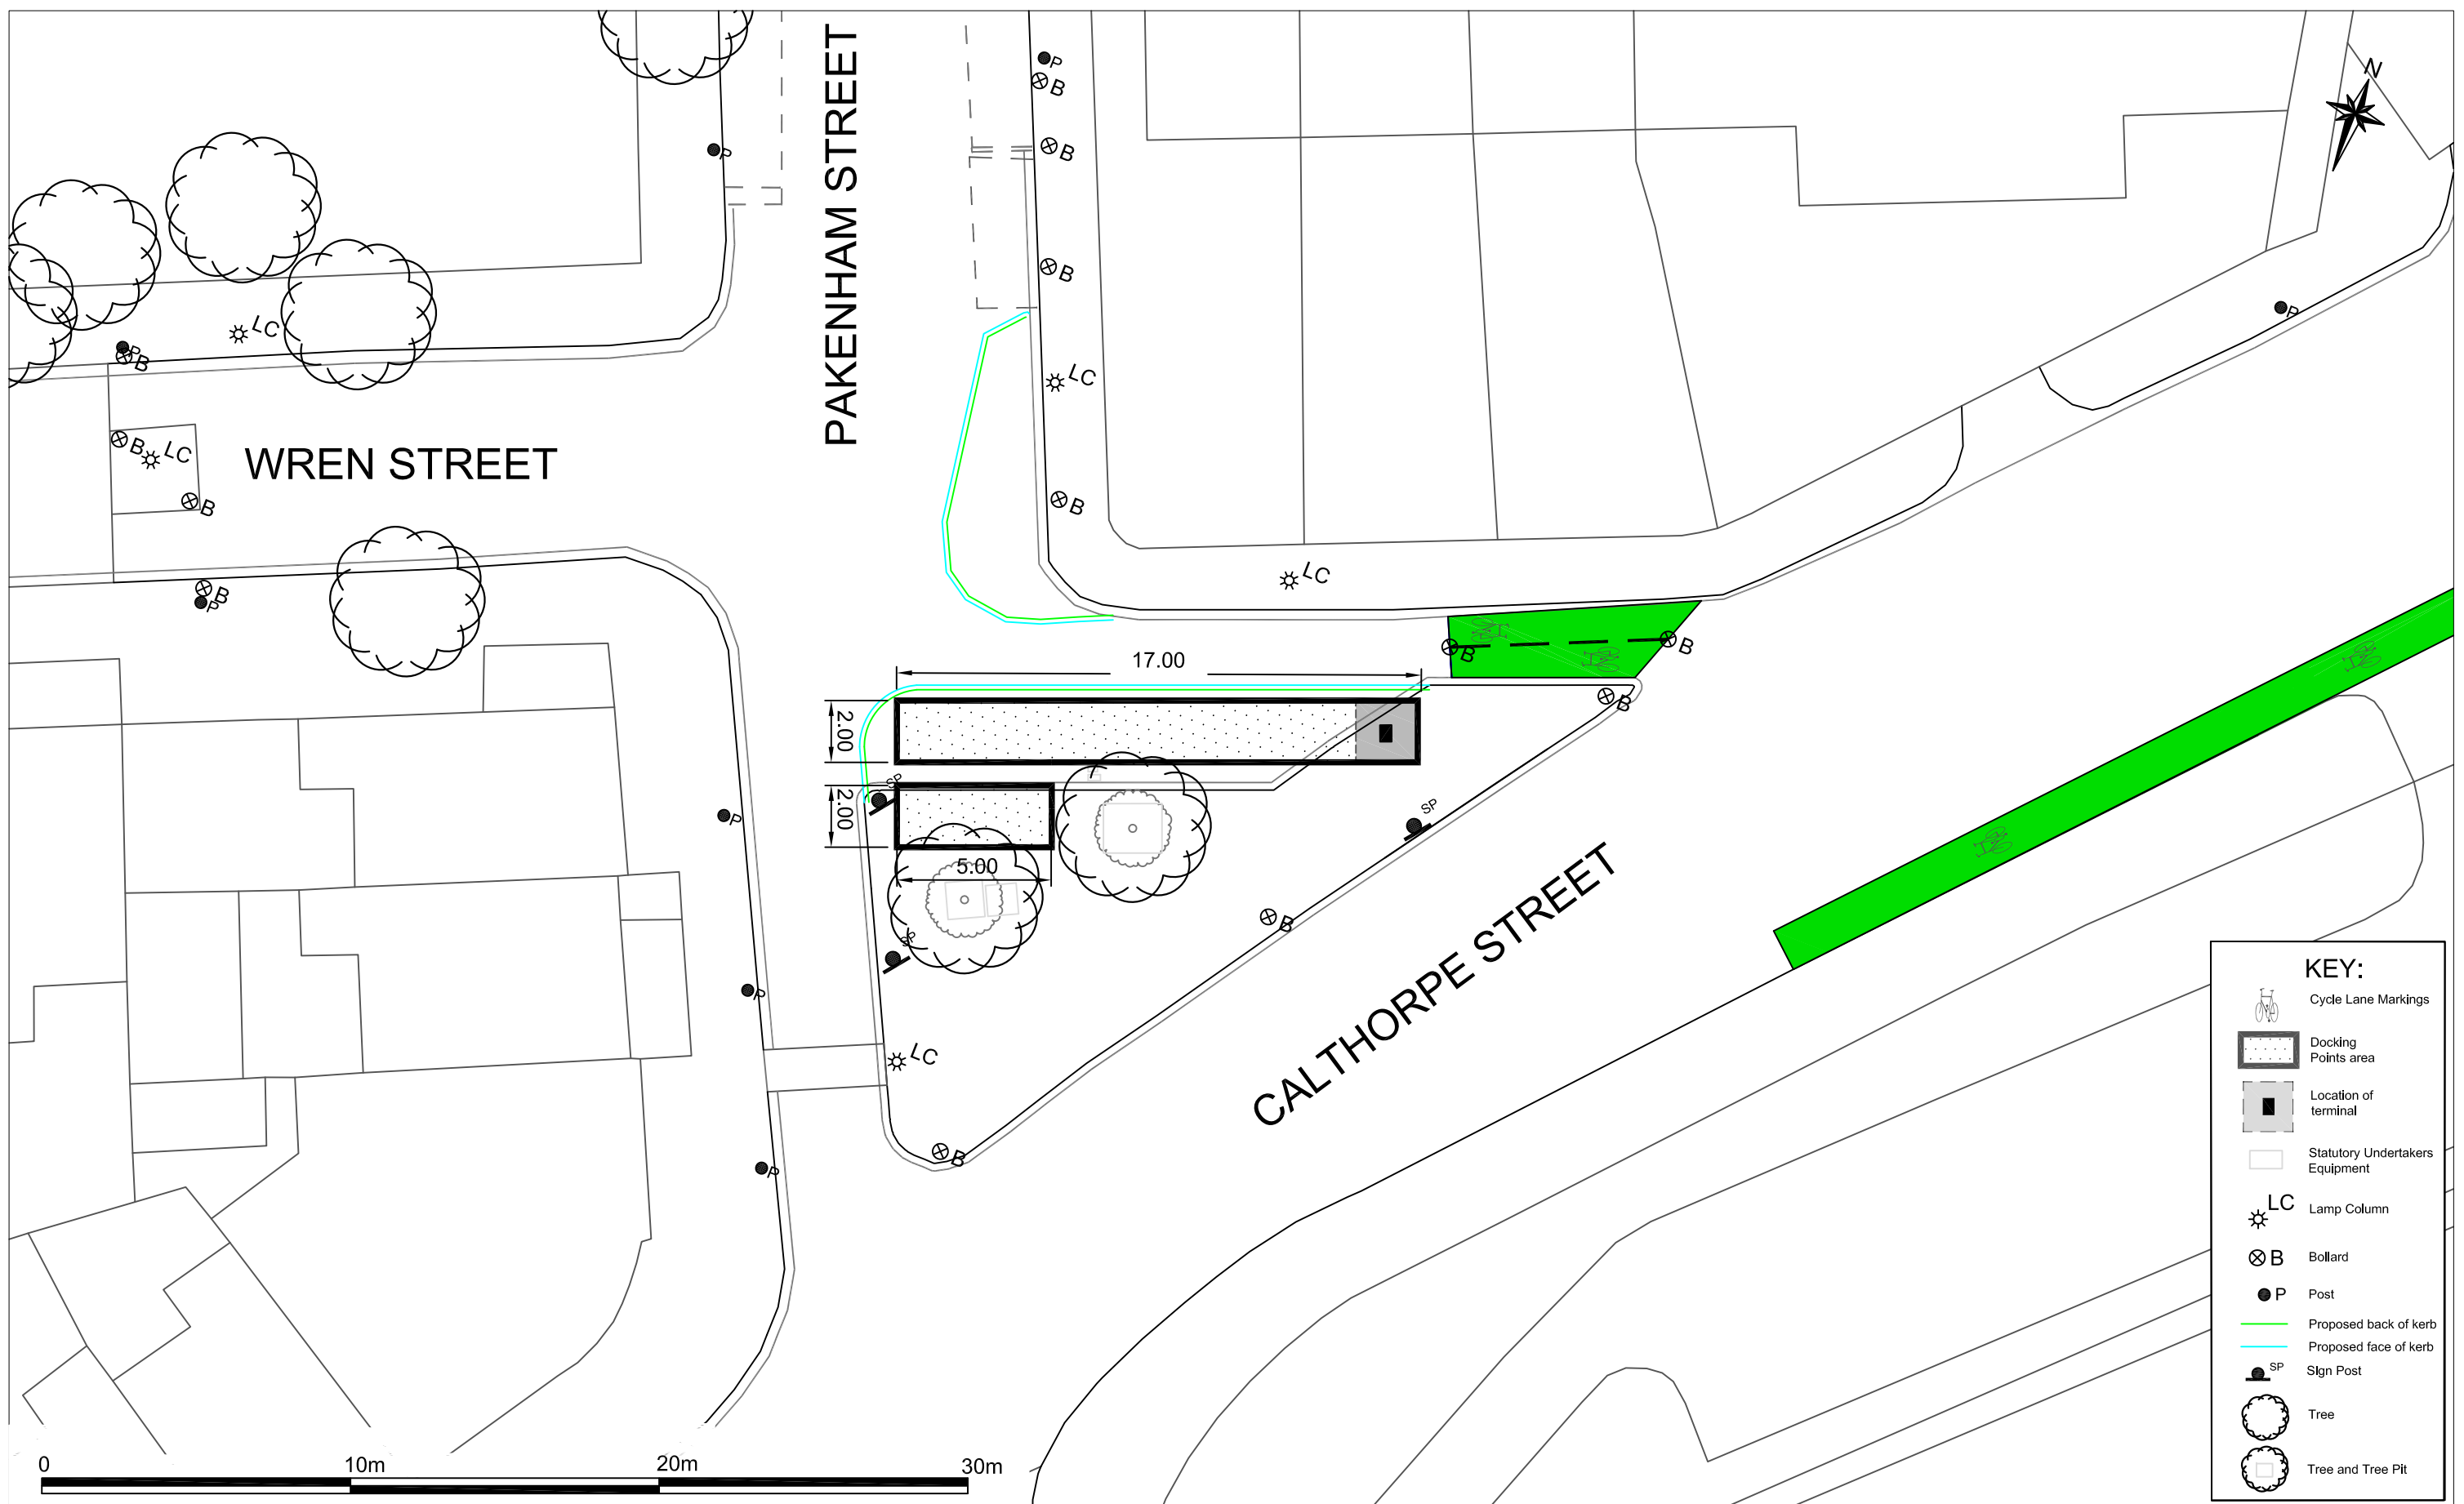 PAKENHAM STREET
P
B
N
B
P
B
P
LC
P
B
LC
B
LC
WREN STREET
B
B
LC
B
P
B
B
17.00
B
2.00
SP
2.00
SP
P
5.00
B
SP
CALTHORPE STREET
P
LC
B
P
KEY:
Cycle Lane Markings
Docking
Points area
Location of
terminal
Statutory Undertakers
Equipment
LC Lamp Column
B Bollard
P Post
Proposed back of kerb
Proposed face of kerb
SP Sign Post
Tree
Tree and Tree Pit
0 10m 20m 30m